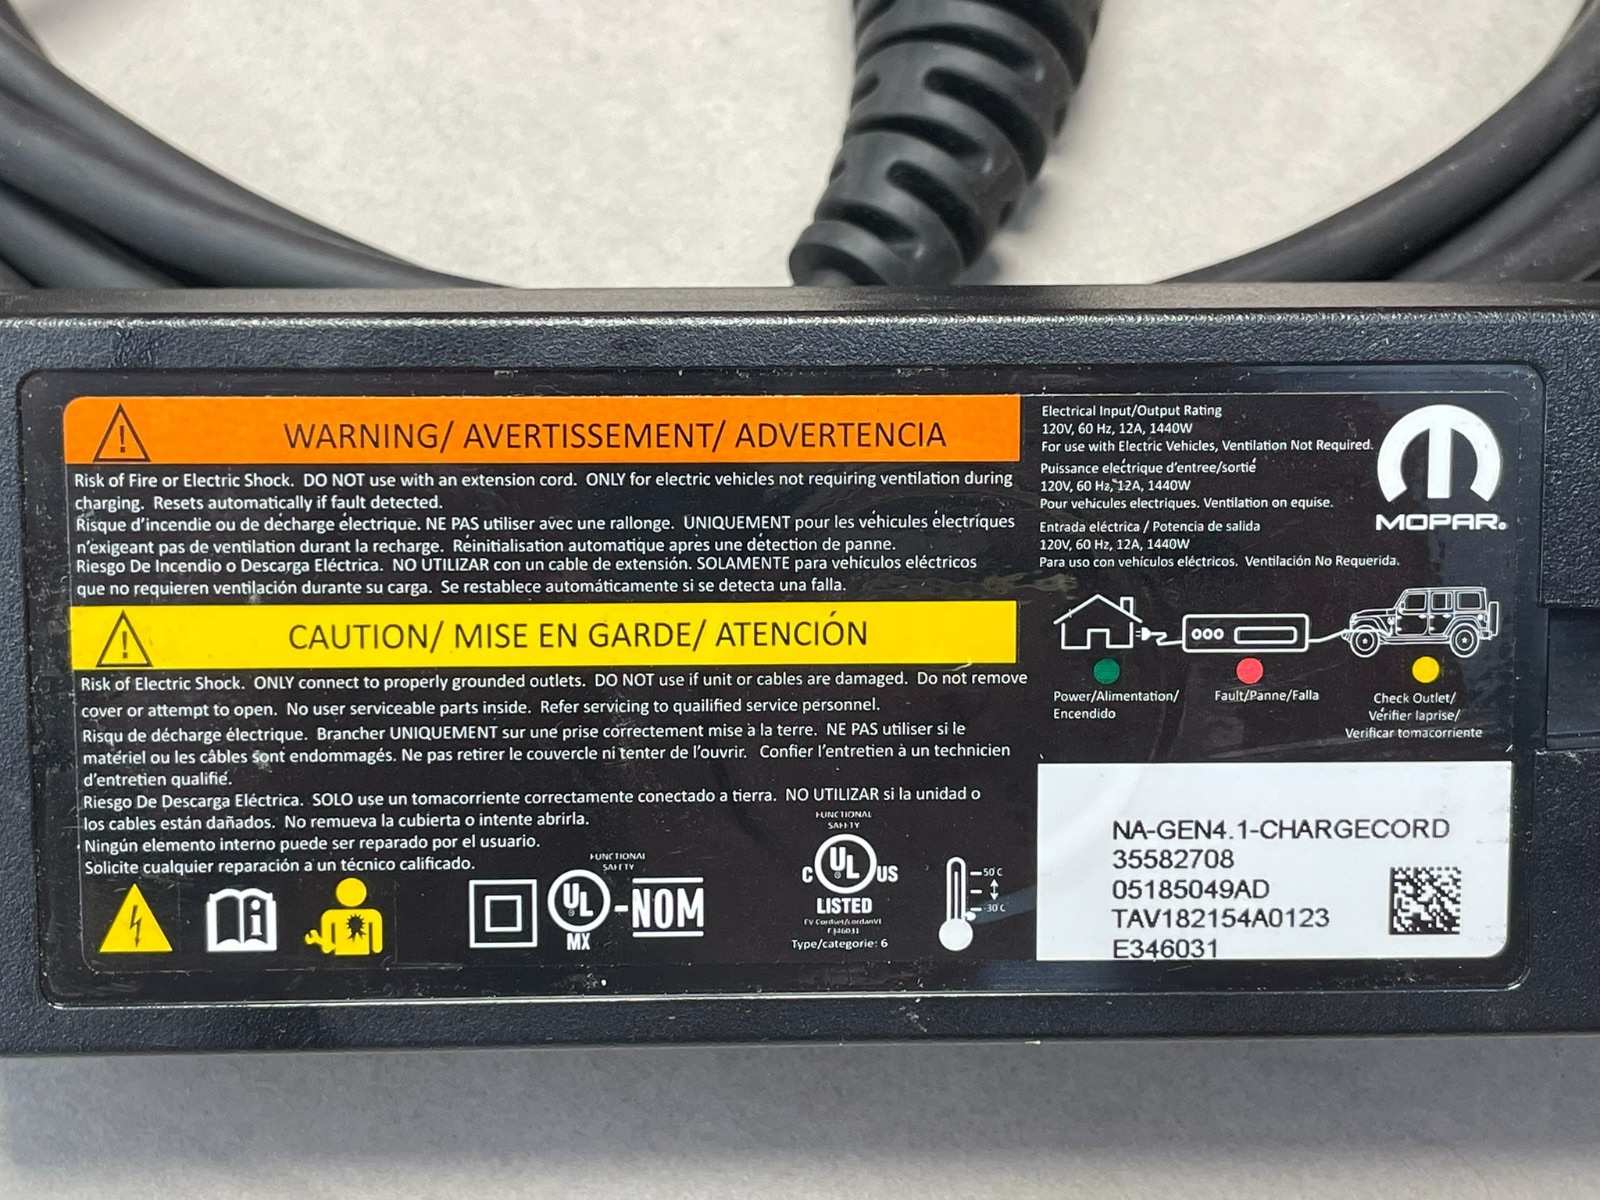 WARNING/ AVERTISSEMENT/ ADVERTENCIA
Risk of Fire or Electric Shock. DO NOT use with an extension cord. ONLY for electric vehicles not requiring ventilation during
charging. Resets automatically if fault detected.
Risque d'incendie ou de décharge électrique. NE PAS utiliser avec une rallonge. UNIQUEMENT pour les véhicules électriques
n'exigeant pas de ventilation durant la recharge. Réinitialisation automatique après une détection de panne.
Riesgo De Incendio o Descarga Eléctrica. NO UTILIZAR con un cable de extensión. SOLAMENTE para vehículos eléctricos
que no requieren ventilación durante su carga. Se restablece automáticamente si se detecta una falla.
CAUTION/ MISE EN GARDE/ ATENCIÓN
Risk of Electric Shock. ONLY connect to properly grounded outlets. DO NOT use if unit or cables are damaged. Do not remove
cover or attempt to open. No user serviceable parts inside. Refer servicing to quailified service personnel.
Risqu de décharge électrique. Brancher UNIQUEMENT sur une prise correctement mise à la terre. NE PAS utiliser si le
matériel ou les câbles sont endommagés. Ne pas retirer le couvercle ni tenter de l'ouvrir. Confier l'entretien à un technicien
d'entretien qualifié.
Riesgo De Descarga Eléctrica. SOLO use un tomacorriente correctamente conectado a tierra. NO UTILIZAR si la unidad o
los cables están dañados. No remueva la cubierta o intente abrirla.
Ningún elemento interno puede ser reparado por el usuario.
Solicite cualquier reparación a un técnico calificado.
FUNCTIONAL
SAFETY
UL
MX
-NOM
FUNCTIONAL
SAFETY
C UL US
LISTED
E346031
Type/categorie: 6
50°C
-30°C
Electrical Input/Output Rating
120V, 60 Hz, 12A, 1440W
For use with Electric Vehicles, Ventilation Not Required.
Puissance electrique d'entree/sortié
120V, 60 Hz, 12A, 1440W
Pour vehicules electriques. Ventilation on equise.
Entrada eléctrica / Potencia de salida
120V, 60 Hz, 12A, 1440W
Para uso con vehículos eléctricos. Ventilación No Requerida.
MOPAR®
Power/Alimentation/
Encendido
Fault/Panne/Falla
Check Outlet/
Vérifier laprise/
Verificar tomacorriente
NA-GEN4.1-CHARGECORD
35582708
05185049AD
TAV182154A0123
E346031